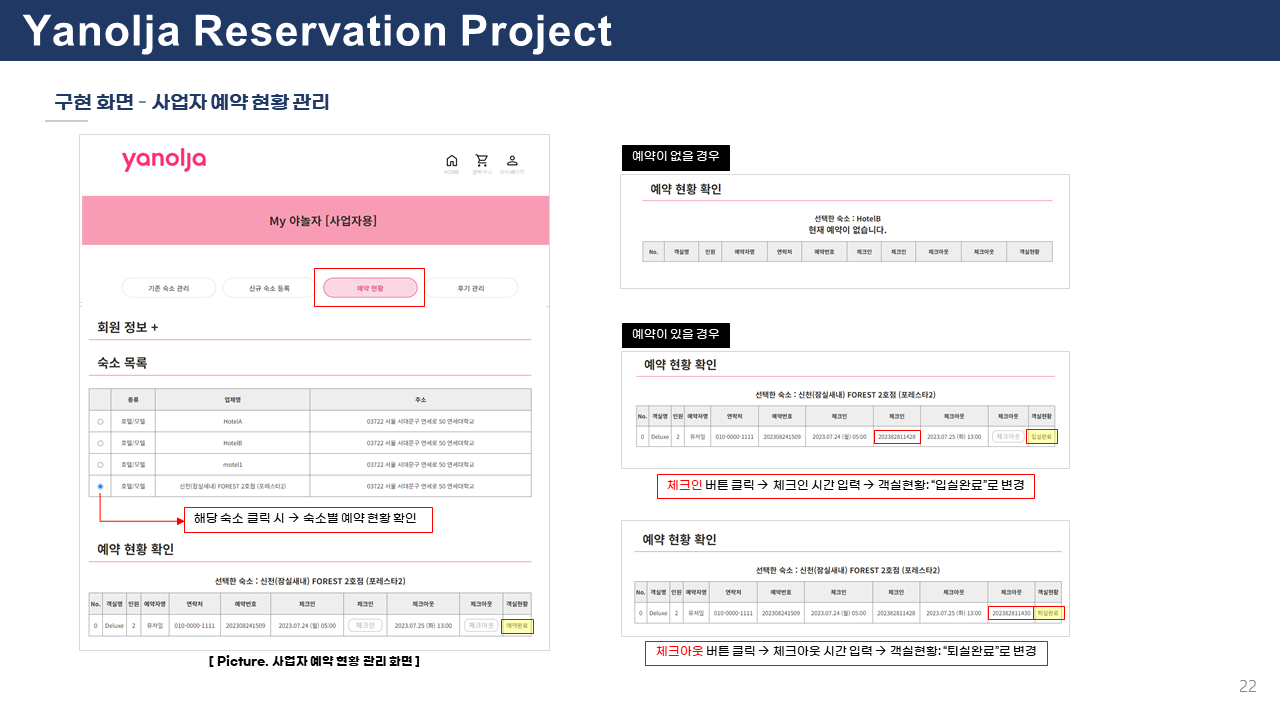 Yanolja Reservation Project
구현 화면 - 사업자 예약 현황 관리
yanolja
HOME 장바구니 마이페이지
My 야놀자 [사업자용]
기존 숙소 관리 신규 숙소 등록 예약 현황 후기 관리
회원 정보 +
숙소 목록
종류 업체명 주소
호텔/모텔 HotelA 03722 서울 서대문구 연세로 50 연세대학교
호텔/모텔 HotelB 03722 서울 서대문구 연세로 50 연세대학교
호텔/모텔 motel1 03722 서울 서대문구 연세로 50 연세대학교
호텔/모텔 신천(잠실새내) FOREST 2호점 (포레스타2) 03722 서울 서대문구 연세로 50 연세대학교
해당 숙소 클릭 시 → 숙소별 예약 현황 확인
예약 현황 확인
선택한 숙소 : 신천(잠실새내) FOREST 2호점 (포레스타2)
No. 객실명 인원 예약자명 연락처 예약번호 체크인 체크인 체크아웃 체크아웃 객실현황
0 Deluxe 2 유저일 010-0000-1111 202308241509 2023.07.24 (월) 05:00 체크인 2023.07.25 (화) 13:00 체크아웃 예약완료
[ Picture. 사업자 예약 현황 관리 화면 ]
예약이 없을 경우
예약 현황 확인
선택한 숙소 : HotelB
현재 예약이 없습니다.
No. 객실명 인원 예약자명 연락처 예약번호 체크인 체크인 체크아웃 체크아웃 객실현황
예약이 있을 경우
예약 현황 확인
선택한 숙소 : 신천(잠실새내) FOREST 2호점 (포레스타2)
No. 객실명 인원 예약자명 연락처 예약번호 체크인 체크인 체크아웃 체크아웃 객실현황
0 Deluxe 2 유저일 010-0000-1111 202308241509 2023.07.24 (월) 05:00 202382811428 2023.07.25 (화) 13:00 체크아웃 입실완료
체크인 버튼 클릭 → 체크인 시간 입력 → 객실현황: “입실완료”로 변경
예약 현황 확인
선택한 숙소 : 신천(잠실새내) FOREST 2호점 (포레스타2)
No. 객실명 인원 예약자명 연락처 예약번호 체크인 체크인 체크아웃 체크아웃 객실현황
0 Deluxe 2 유저일 010-0000-1111 202308241509 2023.07.24 (월) 05:00 202382811428 2023.07.25 (화) 13:00 202382811430 퇴실완료
체크아웃 버튼 클릭 → 체크아웃 시간 입력 → 객실현황: “퇴실완료”로 변경
22